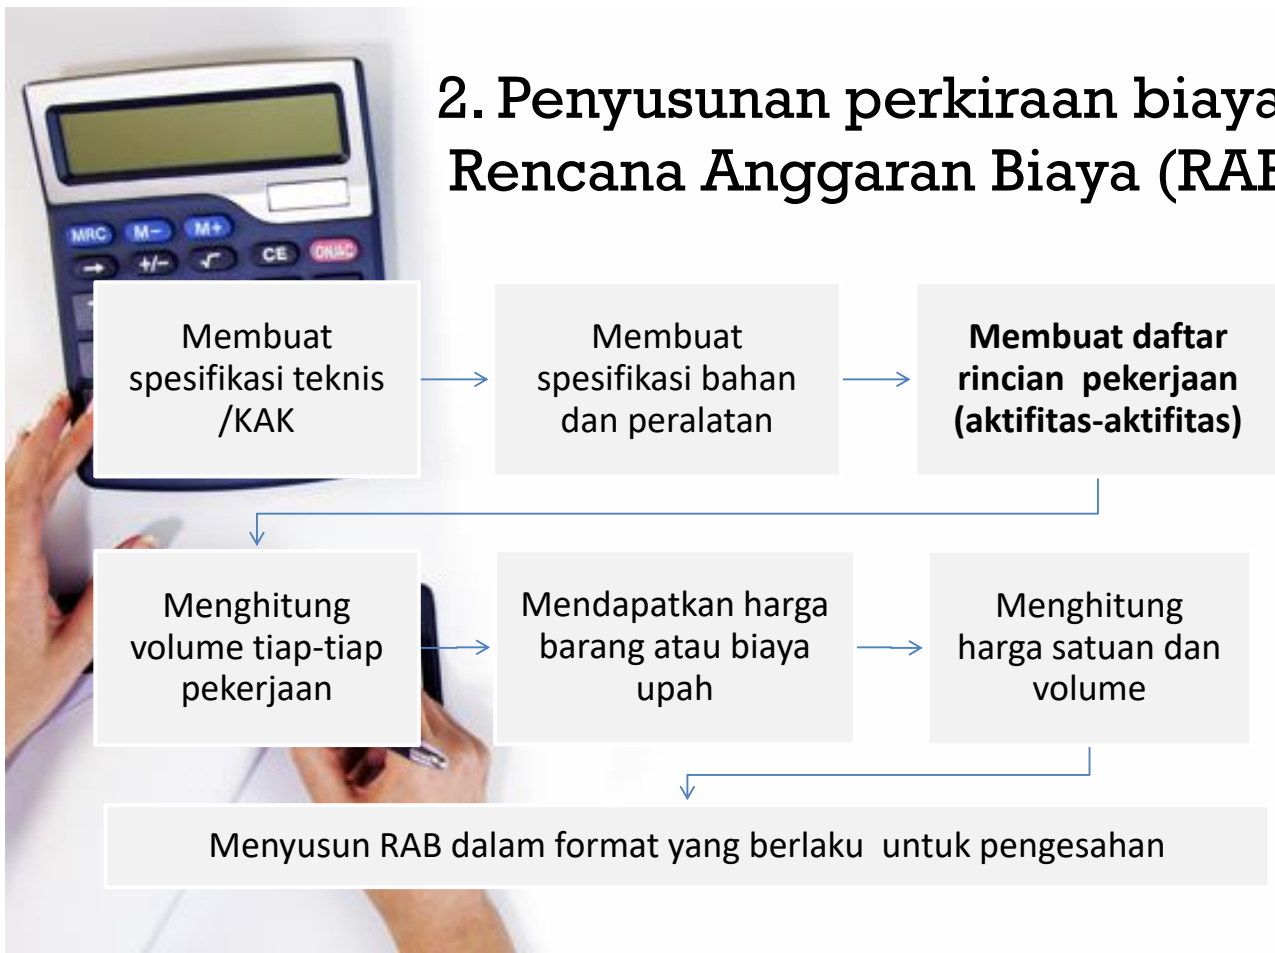 2. Penyusunan perkiraan biaya
Rencana Anggaran Biaya (RAB
MRC M− M+
→ +/− √ CE ON/AC
Membuat
spesifikasi teknis
/KAK
Membuat
spesifikasi bahan
dan peralatan
Membuat daftar
rincian pekerjaan
(aktifitas-aktifitas)
Menghitung
volume tiap-tiap
pekerjaan
Mendapatkan harga
barang atau biaya
upah
Menghitung
harga satuan dan
volume
Menyusun RAB dalam format yang berlaku untuk pengesahan